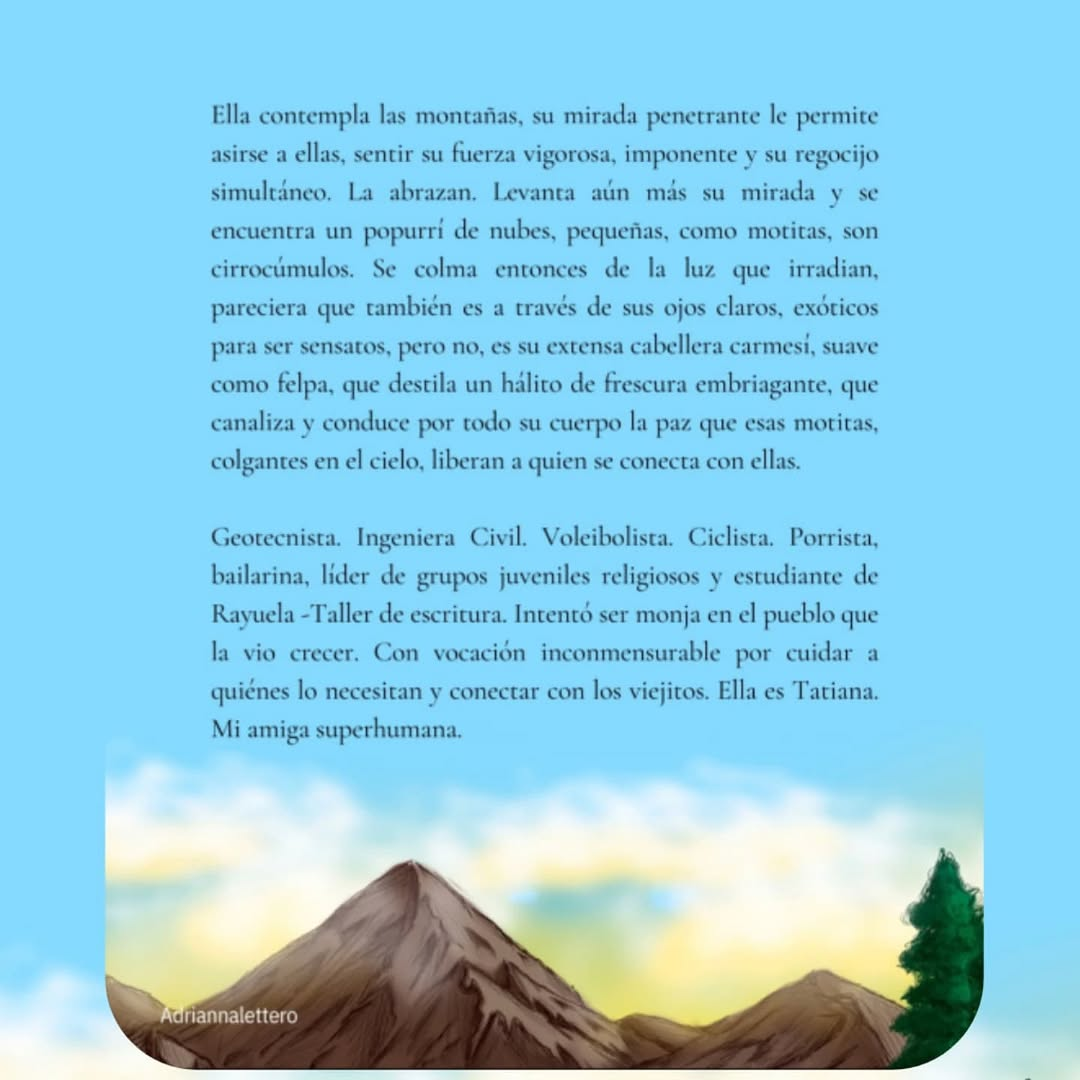 Ella contempla las montañas, su mirada penetrante le permite
asirse a ellas, sentir su fuerza vigorosa, imponente y su regocijo
simultáneo. La abrazan. Levanta aún más su mirada y se
encuentra un popurrí de nubes, pequeñas, como motitas, son
cirrocúmulos. Se colma entonces de la luz que irradian,
pareciera que también es a través de sus ojos claros, exóticos
para ser sensatos, pero no, es su extensa cabellera carmesí, suave
como felpa, que destila un hálito de frescura embriagante, que
canaliza y conduce por todo su cuerpo la paz que esas motitas,
colgantes en el cielo, liberan a quien se conecta con ellas.
Geotecnista. Ingeniera Civil. Voleibolista. Ciclista. Porrista,
bailarina, líder de grupos juveniles religiosos y estudiante de
Rayuela -Taller de escritura. Intentó ser monja en el pueblo que
la vio crecer. Con vocación inconmensurable por cuidar a
quiénes lo necesitan y conectar con los viejitos. Ella es Tatiana.
Mi amiga superhumana.
Adriannalettero